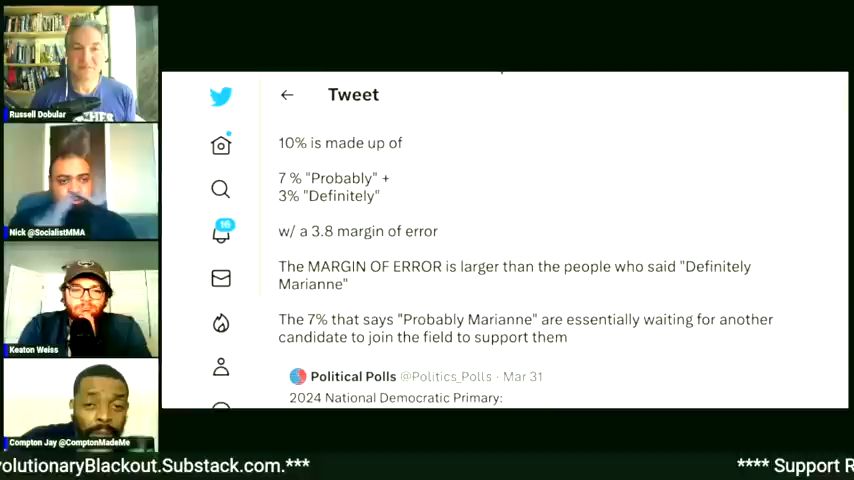 Russell Dobular
Nick @SocialistMMA
Keaton Weiss
Compton Jay @ComptonMadeMe
Tweet
16
10% is made up of
7 % "Probably" +
3% "Definitely"
w/ a 3.8 margin of error
The MARGIN OF ERROR is larger than the people who said "Definitely
Marianne"
The 7% that says "Probably Marianne" are essentially waiting for another
candidate to join the field to support them
Political Polls @Politics_Polls · Mar 31
2024 National Democratic Primary:
volutionaryBlackout.Substack.com.*** **** Support R